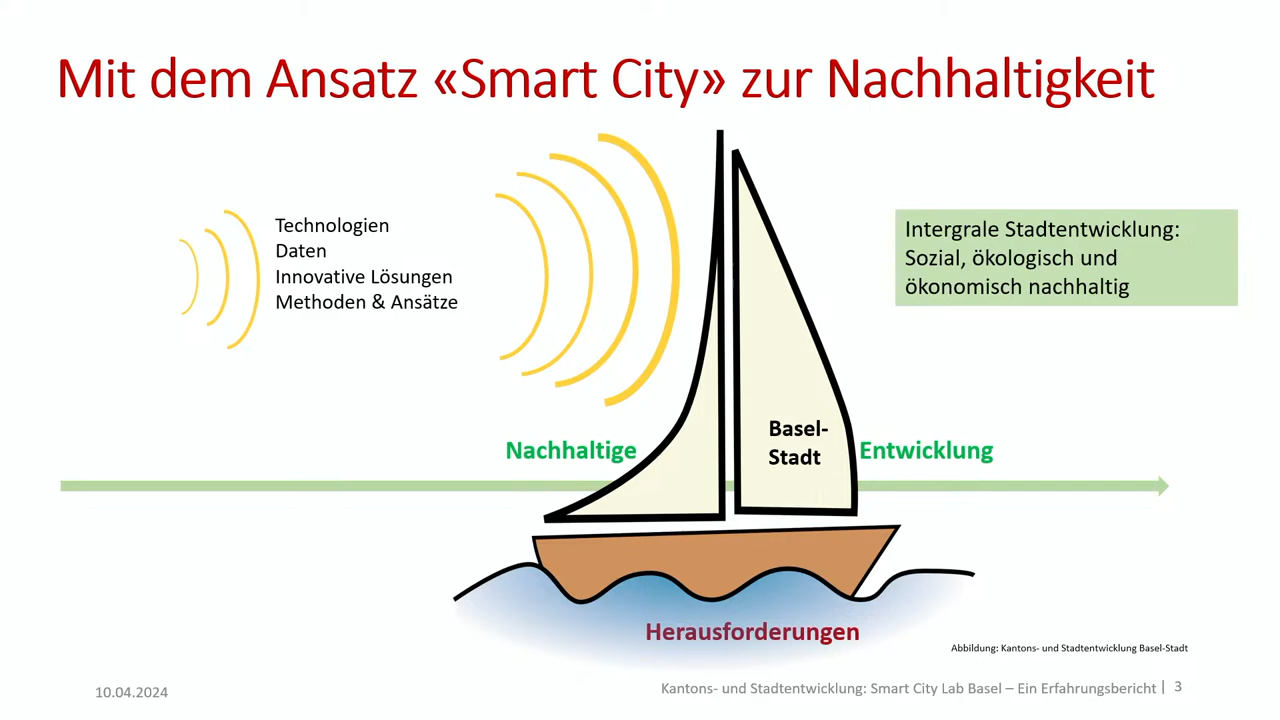 Mit dem Ansatz «Smart City» zur Nachhaltigkeit
Technologien
Daten
Innovative Lösungen
Methoden & Ansätze
Intergrale Stadtentwicklung:
Sozial, ökologisch und
ökonomisch nachhaltig
Basel-
Stadt
Nachhaltige
Entwicklung
Herausforderungen
Abbildung: Kantons- und Stadtentwicklung Basel-Stadt
10.04.2024
Kantons- und Stadtentwicklung: Smart City Lab Basel – Ein Erfahrungsbericht | 3